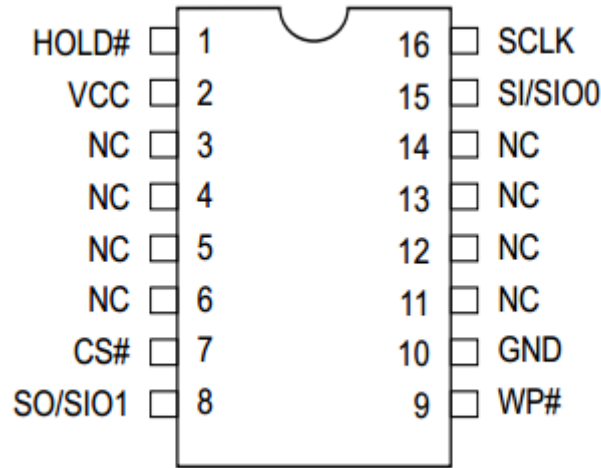 HOLD# 1 16 SCLK
VCC 2 15 SI/SIO0
NC 3 14 NC
NC 4 13 NC
NC 5 12 NC
NC 6 11 NC
CS# 7 10 GND
SO/SIO1 8 9 WP#